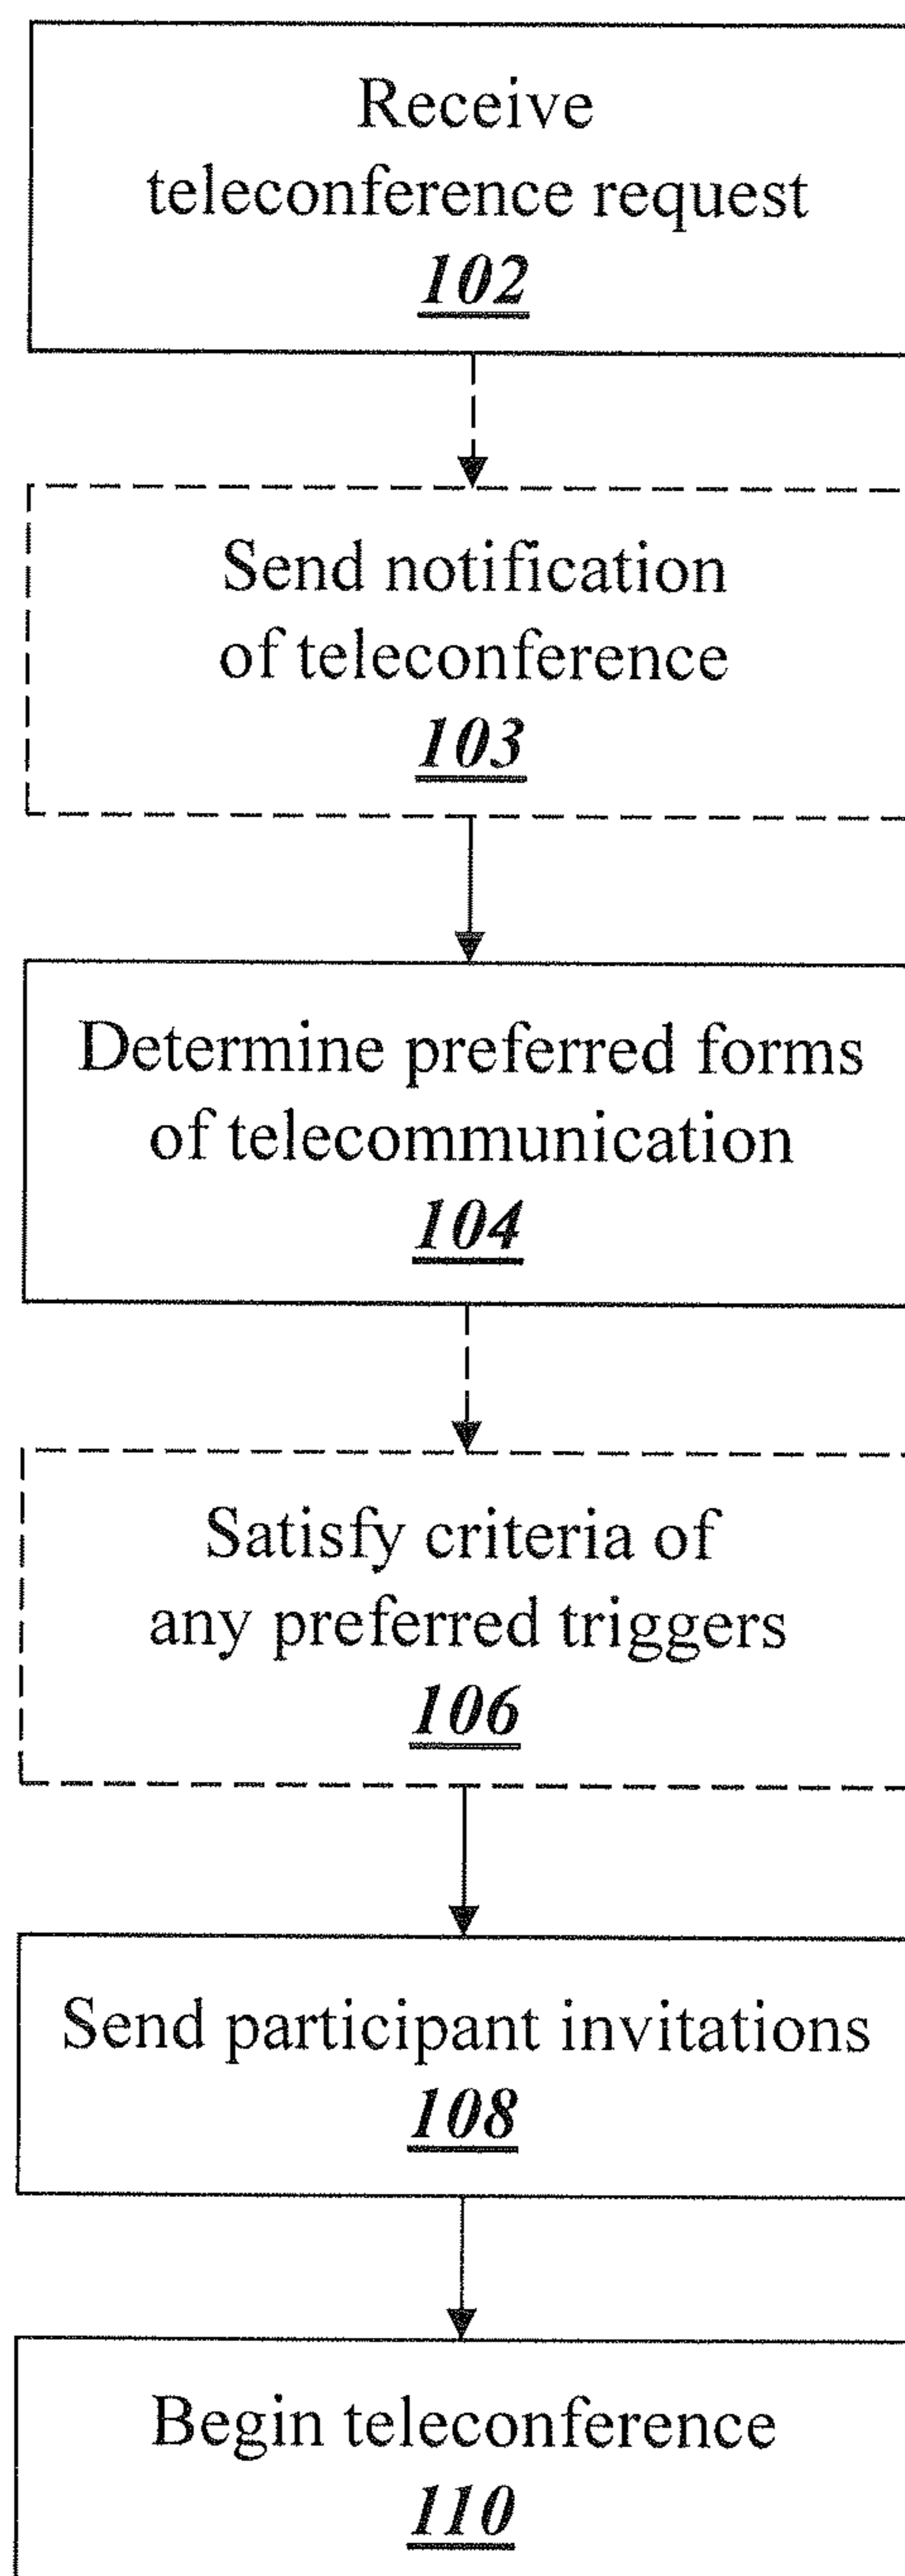 Receive
teleconference request
102
Send notification
of teleconference
103
Determine preferred forms
of telecommunication
104
Satisfy criteria of
any preferred triggers
106
Send participant invitations
108
Begin teleconference
110